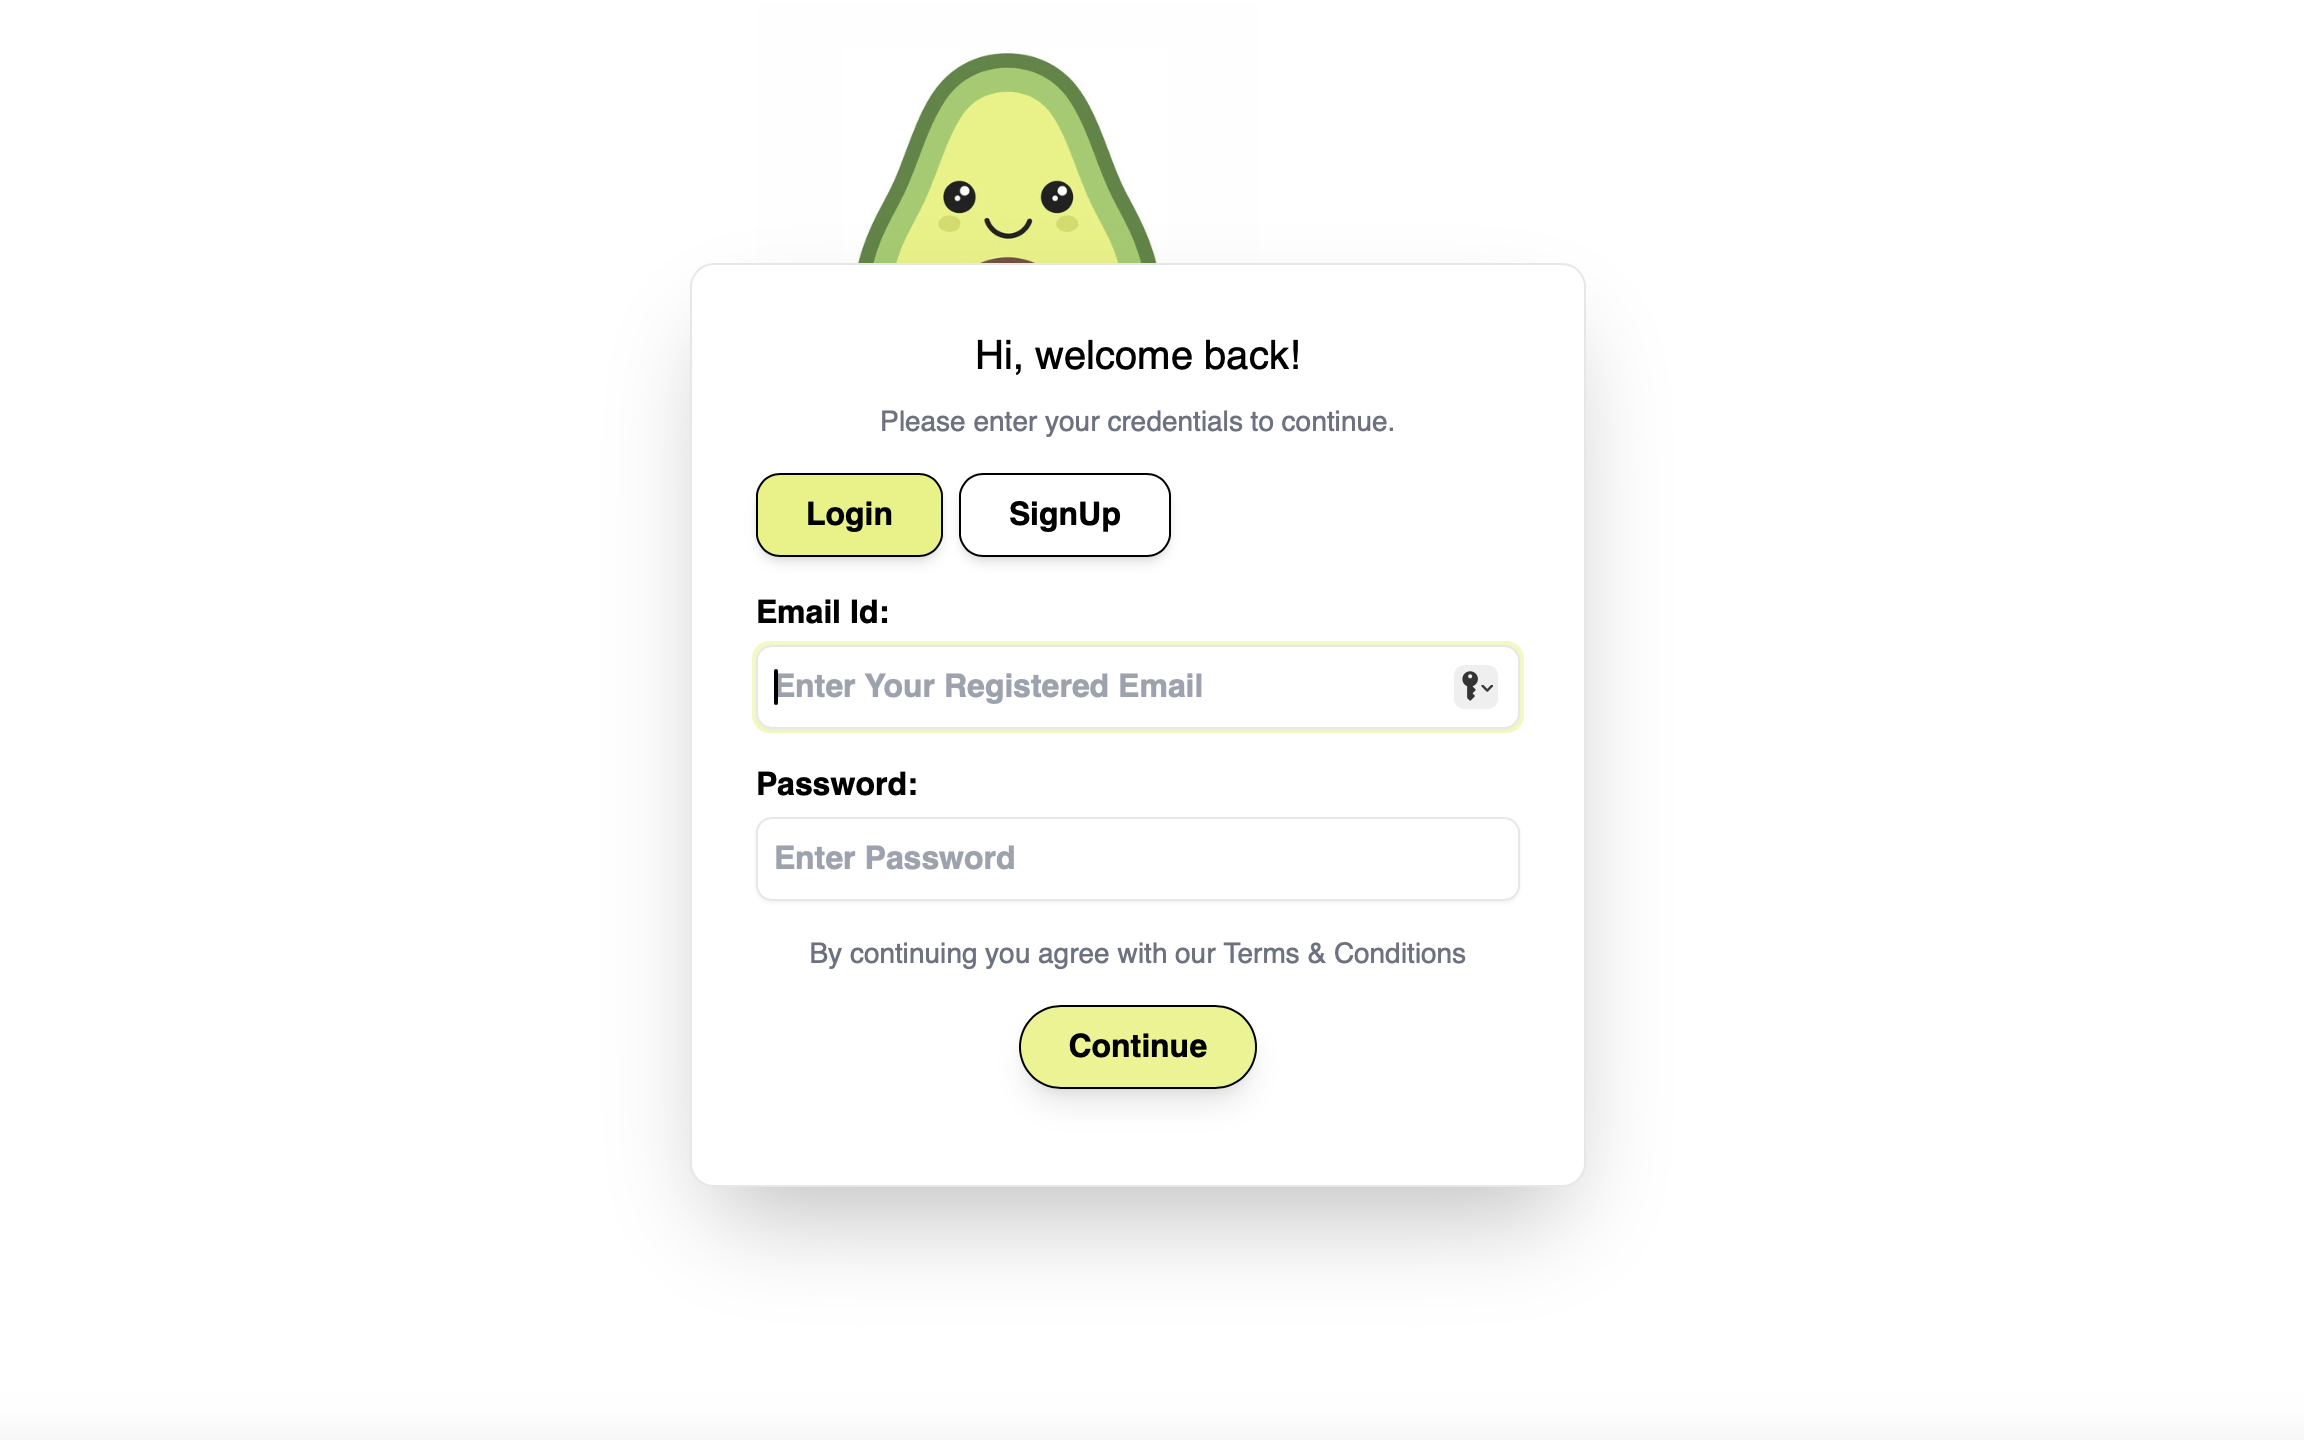 Hi, welcome back!
Please enter your credentials to continue.
Login SignUp
Email Id:
Enter Your Registered Email
Password:
Enter Password
By continuing you agree with our Terms & Conditions
Continue